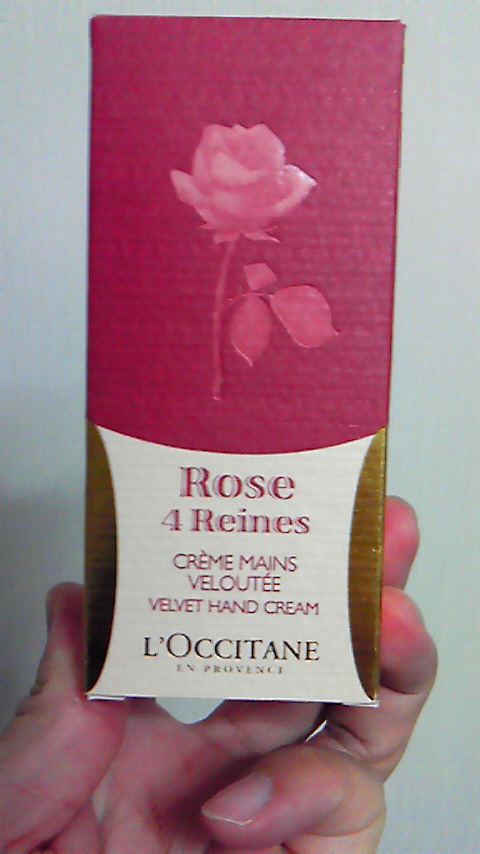 Rose
4 Reines
CRÈME MAINS
VELOUTÉE
VELVET HAND CREAM
L'OCCITANE
EN PROVENCE